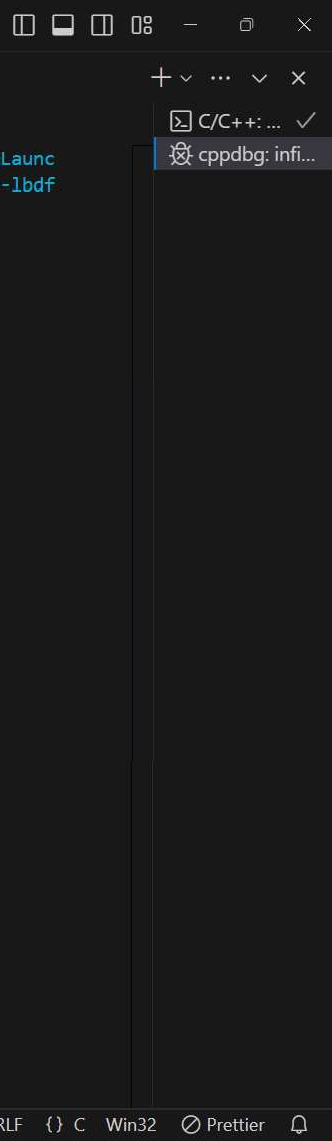 C/C++: ...
Launc
cppdbg: infi...
-lbdf
RLF {} C Win32 Prettier